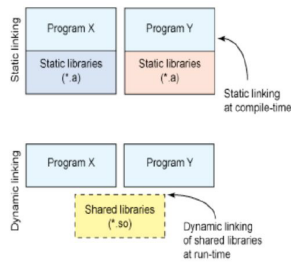 Static linking
Program X
Static libraries
(*.a)
Program Y
Static libraries
(*.a)
Static linking
at compile-time
Dynamic linking
Program X
Program Y
Shared libraries
(*.so)
Dynamic linking
of shared libraries
at run-time